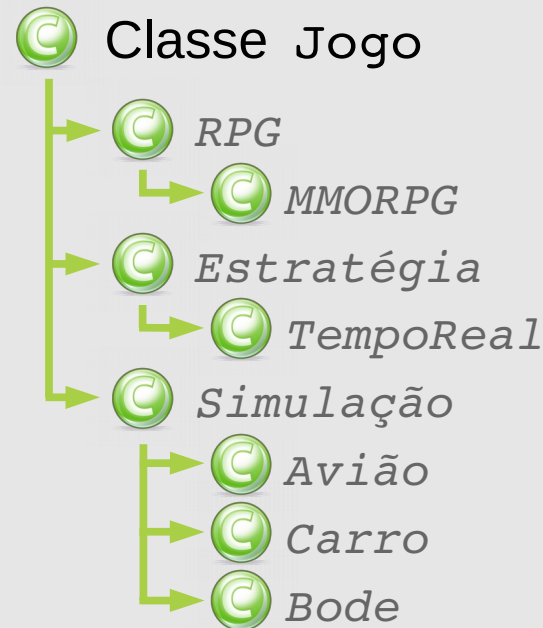 Classe Jogo
RPG
MMORPG
Estratégia
TempoReal
Simulação
Avião
Carro
Bode